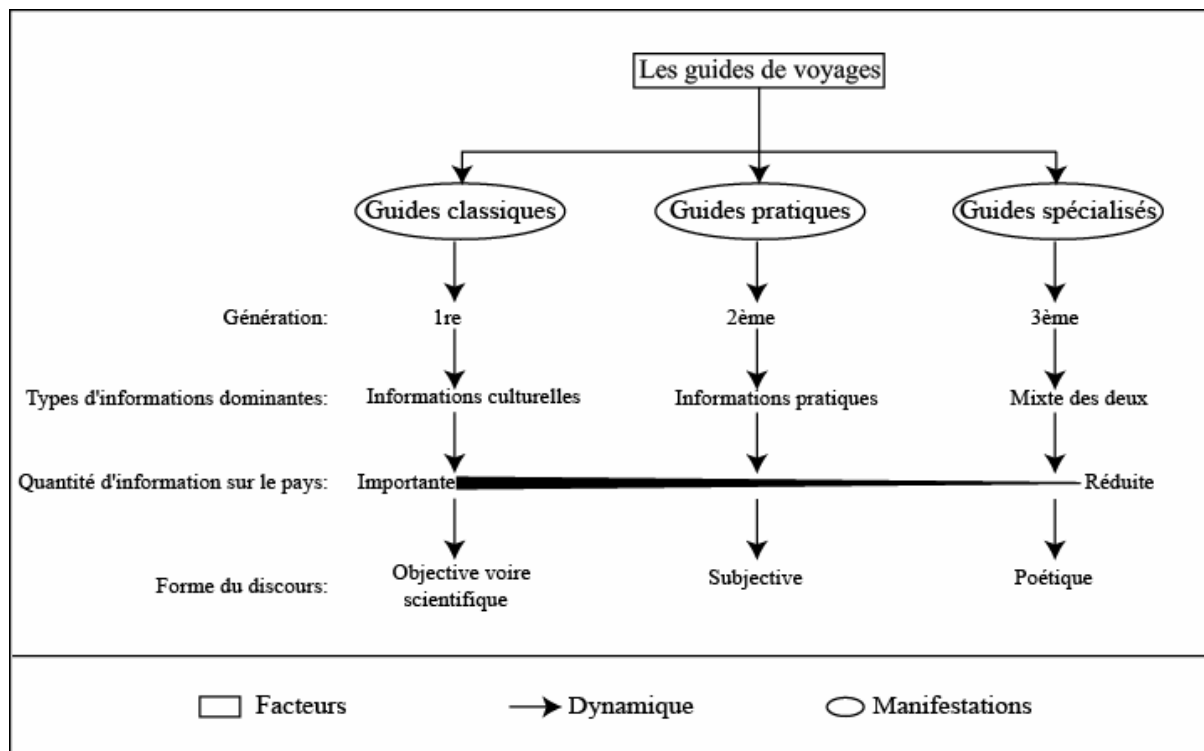 Les guides de voyages
Guides classiques
Guides pratiques
Guides spécialisés
Génération:
1re
2ème
3ème
Types d'informations dominantes:
Informations culturelles
Informations pratiques
Mixte des deux
Quantité d'information sur le pays:
Importante
Réduite
Forme du discours:
Objective voire
scientifique
Subjective
Poétique
Facteurs
Dynamique
Manifestations